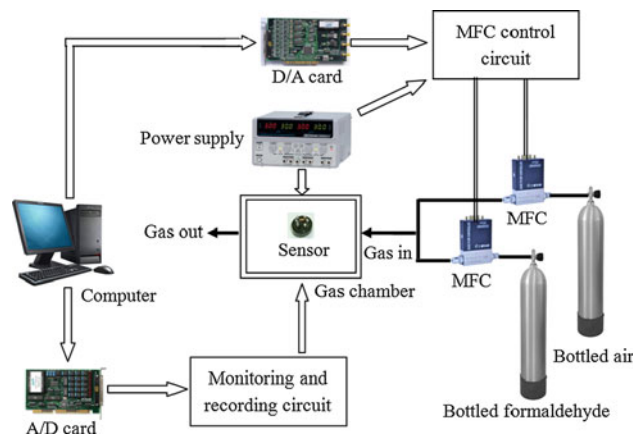 MFC control
circuit
D/A card
Power supply
MFC
Gas out
Sensor
Gas in
MFC
Computer
Gas chamber
Bottled air
Monitoring and
recording circuit
A/D card
Bottled formaldehyde